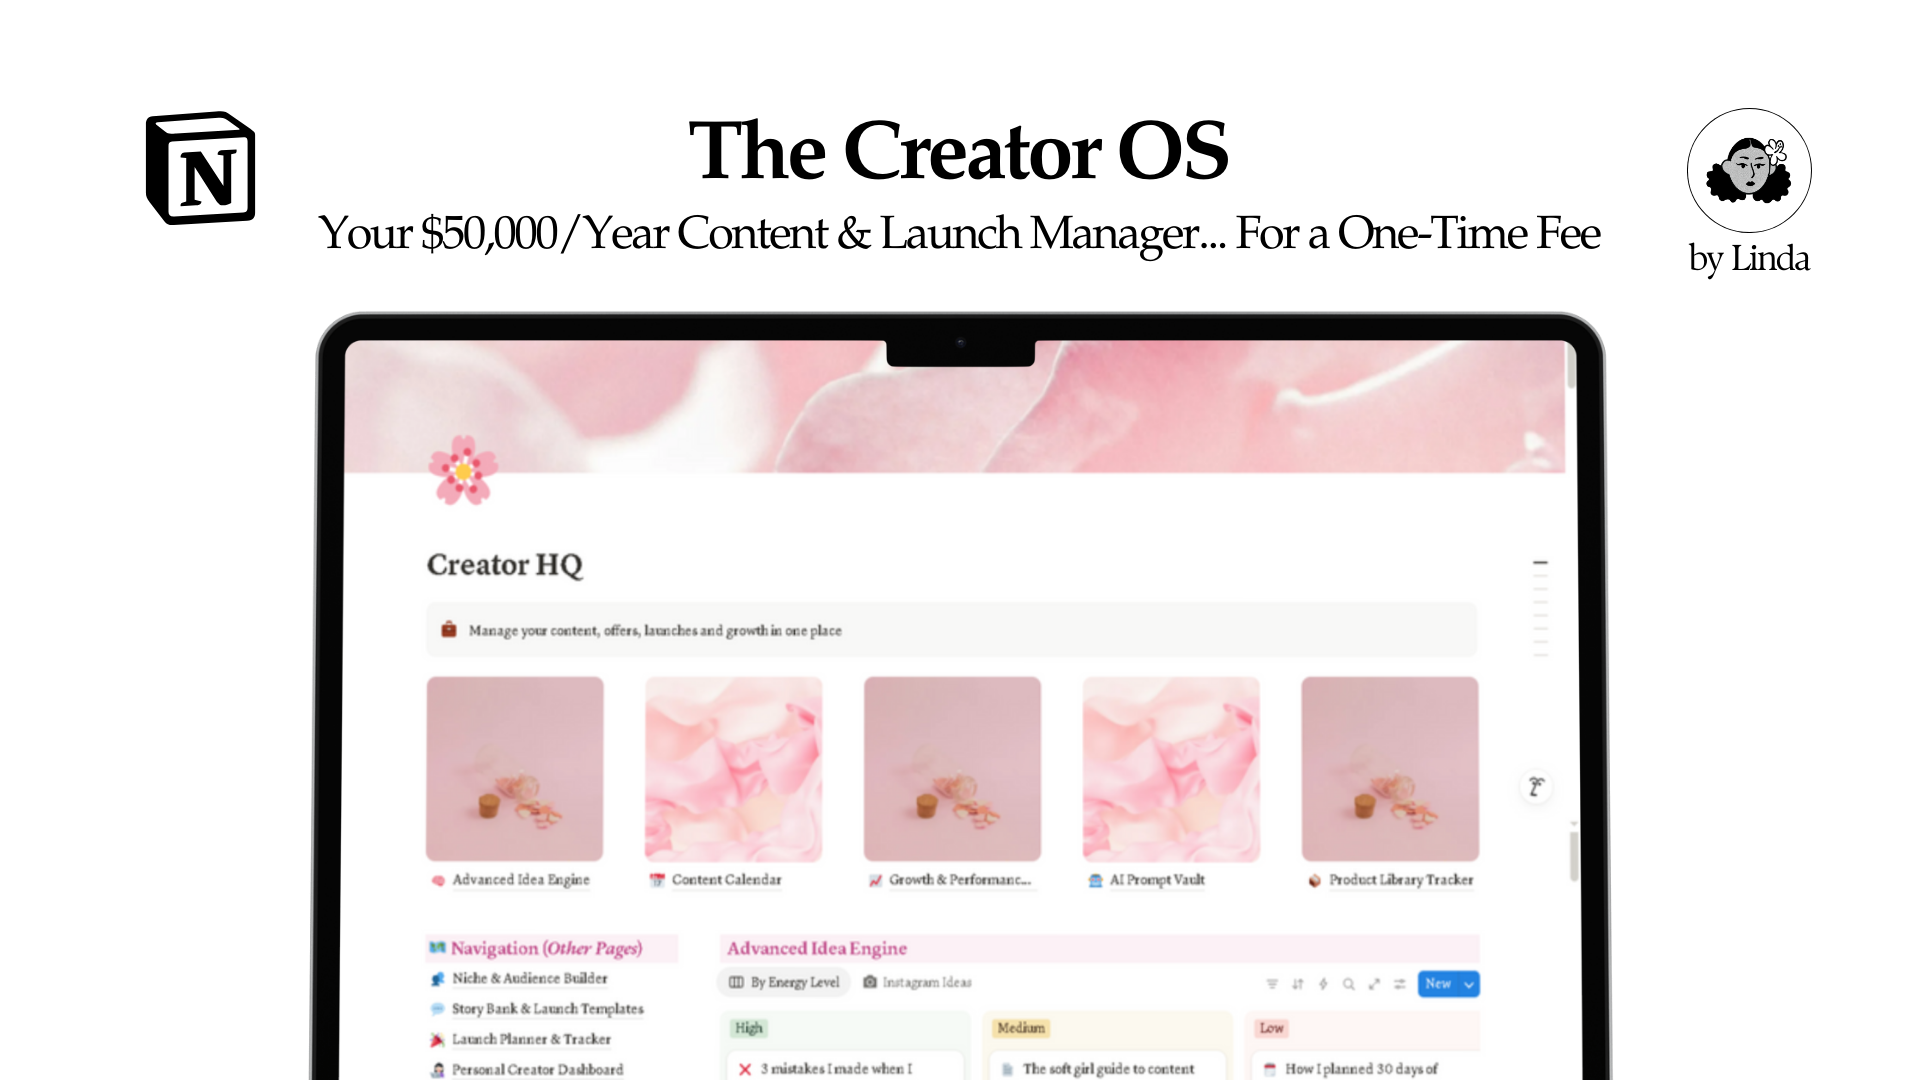 N
The Creator OS
Your $50,000/Year Content & Launch Manager... For a One-Time Fee
by Linda
Creator HQ
Manage your content, offers, launches and growth in one place
Advanced Idea Engine
Content Calendar
Growth & Performanc...
AI Prompt Vault
Product Library Tracker
Navigation (Other Pages)
Niche & Audience Builder
Story Bank & Launch Templates
Launch Planner & Tracker
Personal Creator Dashboard
Advanced Idea Engine
By Energy Level
Instagram Ideas
New
High
Medium
Low
3 mistakes I made when I
The soft girl guide to content
How I planned 30 days of